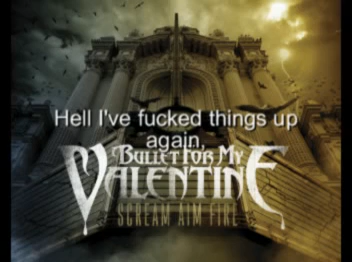 Hell I've fucked things up
again,
BULLET FOR MY
VALENTINE
SCREAM AIM FIRE